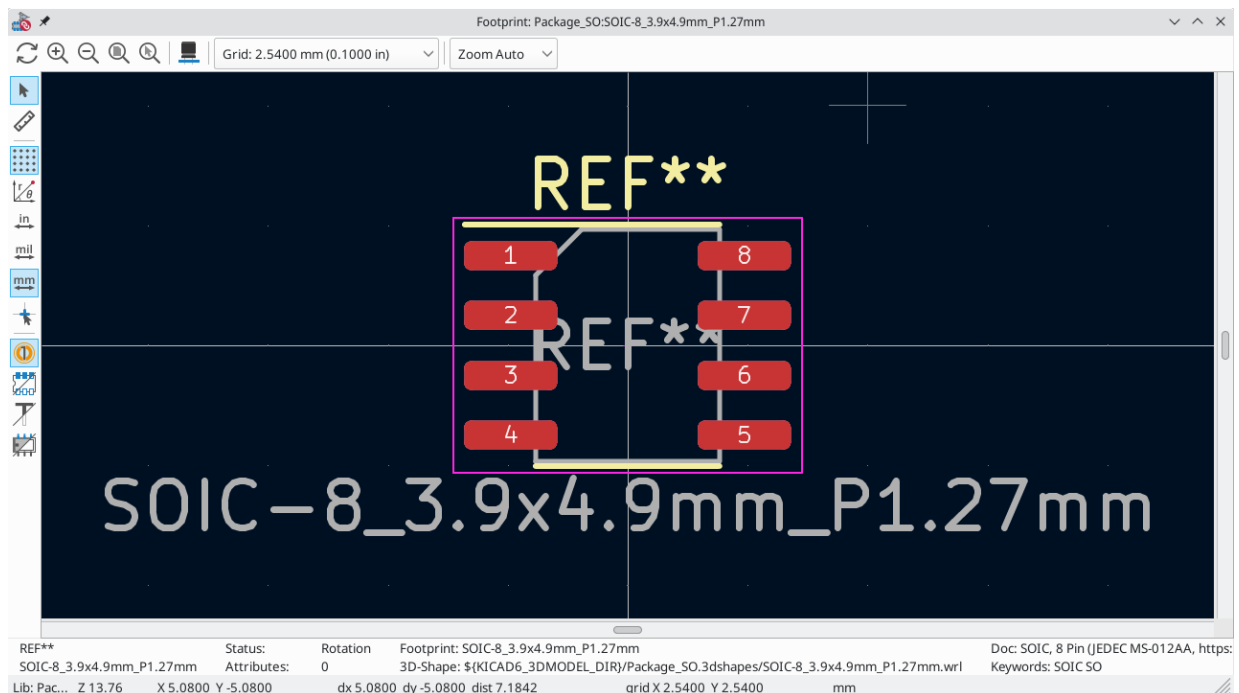 Footprint: Package_SO:SOIC-8_3.9x4.9mm_P1.27mm
Grid: 2.5400 mm (0.1000 in) Zoom Auto
in
mil
mm
REF**
1 8
2 7
REF**
3 6
4 5
SOIC-8_3.9x4.9mm_P1.27mm
REF** Status: Rotation Footprint: SOIC-8_3.9x4.9mm_P1.27mm Doc: SOIC, 8 Pin (JEDEC MS-012AA, https:
SOIC-8_3.9x4.9mm_P1.27mm Attributes: 0 3D-Shape: ${KICAD6_3DMODEL_DIR}/Package_SO.3dshapes/SOIC-8_3.9x4.9mm_P1.27mm.wrl Keywords: SOIC SO
Lib: Pac... Z 13.76 X 5.0800 Y -5.0800 dx 5.0800 dy -5.0800 dist 7.1842 grid X 2.5400 Y 2.5400 mm